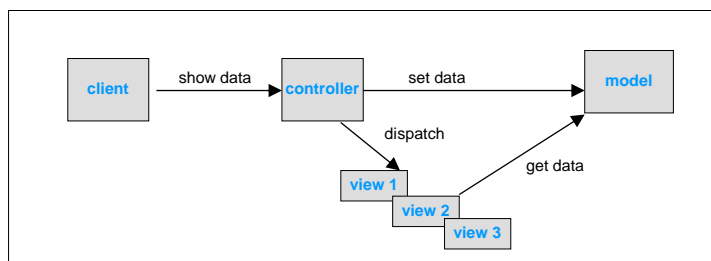 client
show data
controller
set data
model
dispatch
get data
view 1
view 2
view 3